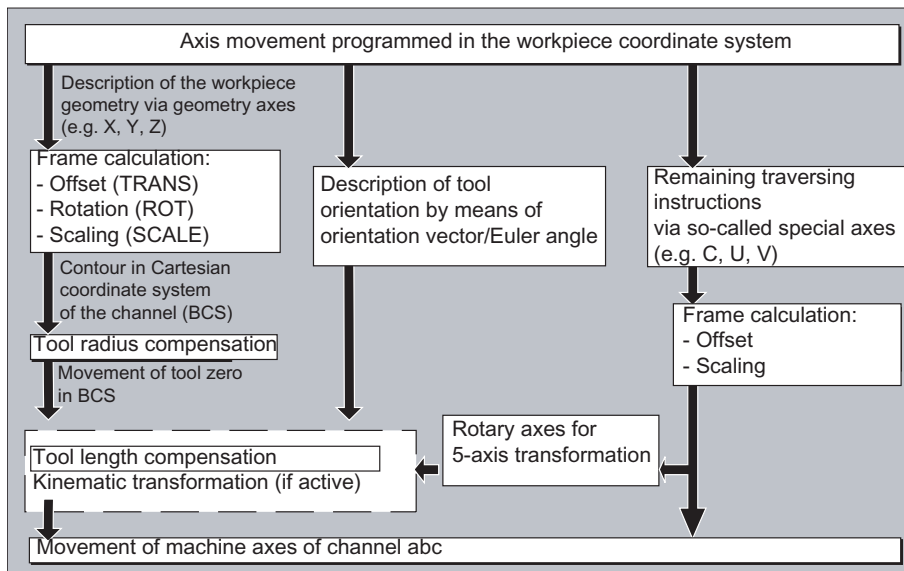 Axis movement programmed in the workpiece coordinate system
Description of the workpiece
geometry via geometry axes
(e.g. X, Y, Z)
Frame calculation:
- Offset (TRANS)
- Rotation (ROT)
- Scaling (SCALE)
Description of tool
orientation by means of
orientation vector/Euler angle
Remaining traversing
instructions
via so-called special axes
(e.g. C, U, V)
Contour in Cartesian
coordinate system
of the channel (BCS)
Frame calculation:
- Offset
- Scaling
Tool radius compensation
Movement of tool zero
in BCS
Rotary axes for
5-axis transformation
Tool length compensation
Kinematic transformation (if active)
Movement of machine axes of channel abc